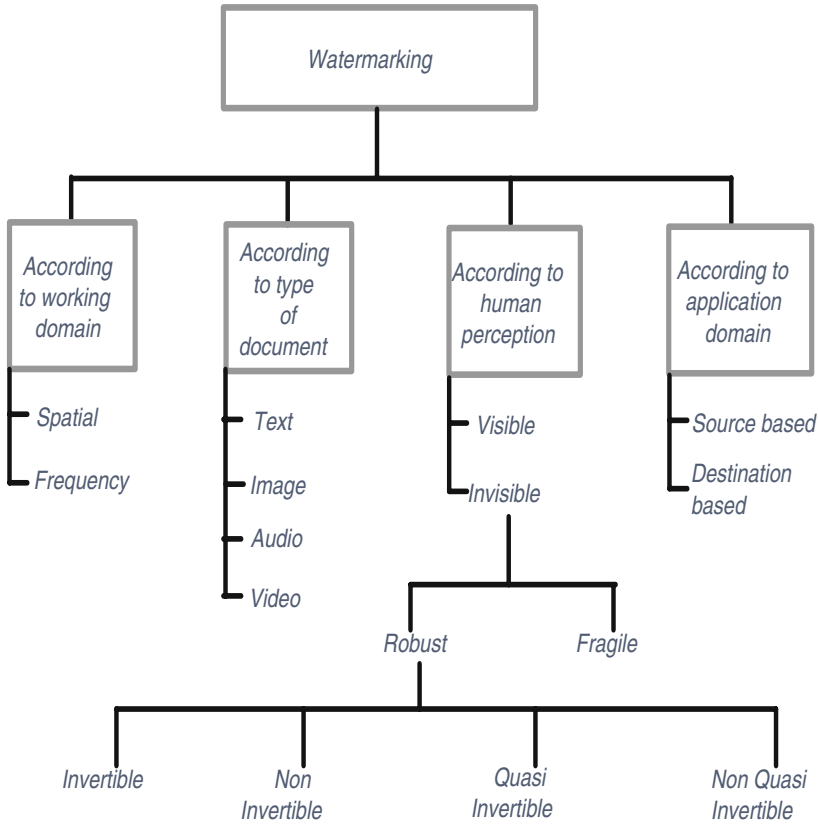 Watermarking
According
to working
domain
According
to type
of
document
According to
human
perception
According to
application
domain
Spatial
Frequency
Text
Image
Audio
Video
Visible
Invisible
Source based
Destination
based
Robust
Fragile
Invertible
Non
Invertible
Quasi
Invertible
Non Quasi
Invertible